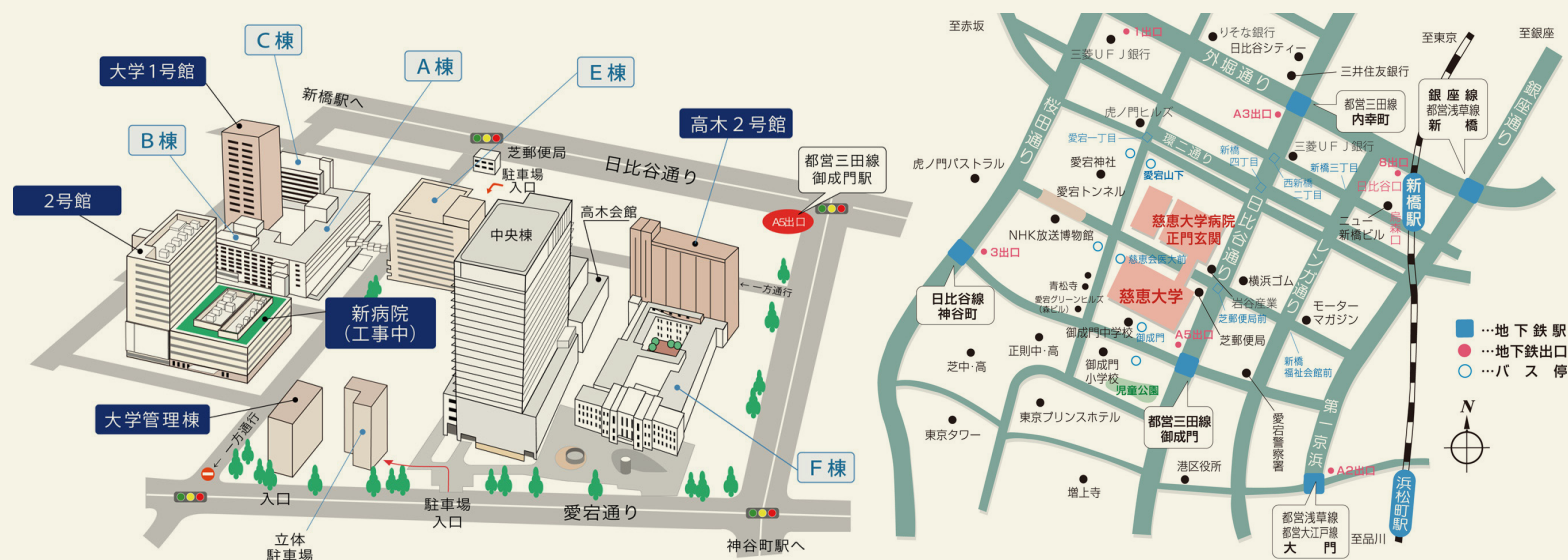 C棟
大学1号館
A棟
E棟
B棟
2号館
新橋駅へ
芝郵便局
駐車場
入口
日比谷通り
高木2号館
都営三田線
御成門駅
A5出口
高木会館
中央棟
←一方通行
新病院
(工事中)
大学管理棟
←一方通行
入口
立体
駐車場
駐車場
入口
愛宕通り
F棟
神谷町駅へ
至赤坂
1出口
三菱UFJ銀行
りそな銀行
日比谷シティー
外堀通り
三井住友銀行
至東京
至銀座
桜田通り
虎ノ門ヒルズ
A3出口
都営三田線
内幸町
銀座線
都営浅草線
新橋
銀座通り
愛宕一丁目
環二通り
新橋
四丁目
三菱UFJ銀行
新橋三丁目
8出口
日比谷口
西新橋
二丁目
虎ノ門パストラル
愛宕神社
愛宕山下
愛宕トンネル
新橋駅
ニュー
新橋ビル
烏森口
慈恵大学病院
正門玄関
日比谷通り
レンガ通り
NHK放送博物館
3出口
慈恵会医大前
日比谷線
神谷町
青松寺
愛宕グリーンヒルズ
(森ビル)
慈恵大学
横浜ゴム
岩谷産業
芝郵便局前
モーター
マガジン
御成門中学校
御成門
A5出口
芝郵便局
正則中・高
芝中・高
御成門
小学校
児童公園
新橋
福祉会館前
東京プリンスホテル
東京タワー
都営三田線
御成門
愛宕警察署
第一京浜
港区役所
増上寺
A2出口
都営浅草線
都営大江戸線
大門
至品川
浜松町駅
…地下鉄駅
…地下鉄出口
…バス停
N